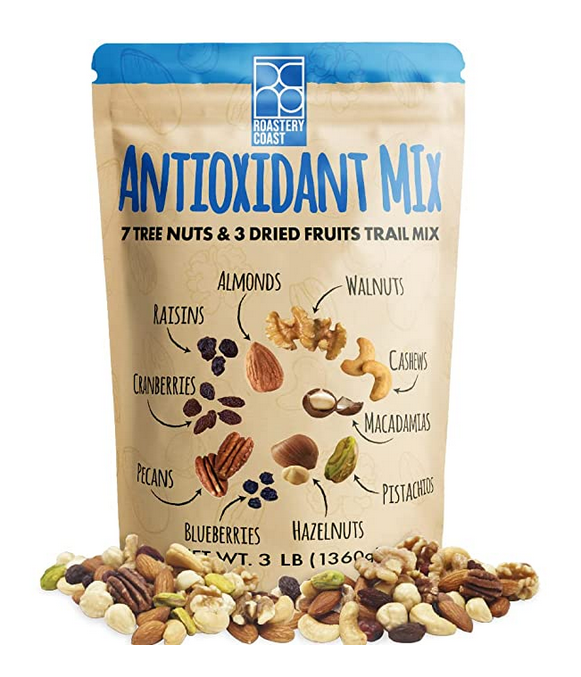 ROASTERY
COAST
ANTIOXIDANT MIX
7 TREE NUTS & 3 DRIED FRUITS TRAIL MIX
ALMONDS
WALNUTS
RAISINS
CASHEWS
CRANBERRIES
MACADAMIAS
PECANS
PISTACHIOS
BLUEBERRIES
HAZELNUTS
WT. 3 LB (1360g